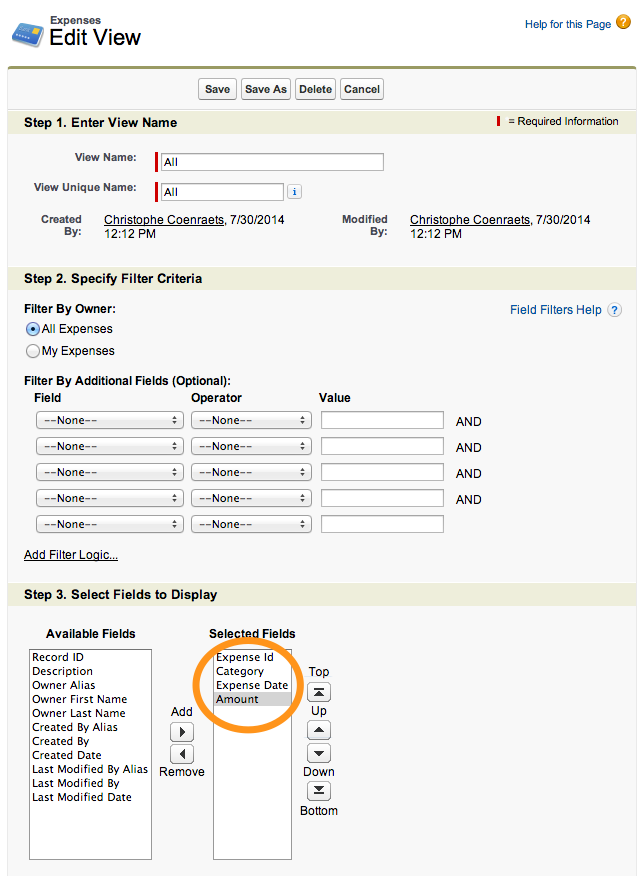 Expenses
Edit View
Help for this Page ?
Save Save As Delete Cancel
Step 1. Enter View Name
= Required Information
View Name: All
View Unique Name: All i
Created By: Christophe Coenraets, 7/30/2014 12:12 PM
Modified By: Christophe Coenraets, 7/30/2014 12:12 PM
Step 2. Specify Filter Criteria
Filter By Owner:
Field Filters Help ?
All Expenses
My Expenses
Filter By Additional Fields (Optional):
Field Operator Value
--None-- --None-- AND
--None-- --None-- AND
--None-- --None-- AND
--None-- --None-- AND
--None-- --None--
Add Filter Logic...
Step 3. Select Fields to Display
Available Fields
Record ID
Description
Owner Alias
Owner First Name
Owner Last Name
Created By Alias
Created By
Created Date
Last Modified By Alias
Last Modified By
Last Modified Date
Add
Remove
Selected Fields
Expense Id
Category
Expense Date
Amount
Top
Up
Down
Bottom